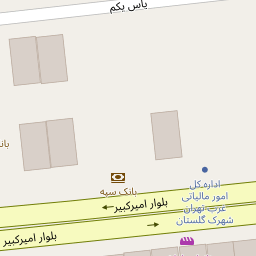 یاس یکم
بانک سپه
اداره کل
امور مالیاتی
غرب تهران
شهرک گلستان
بلوار امیرکبیر
بلوار امیرکبیر